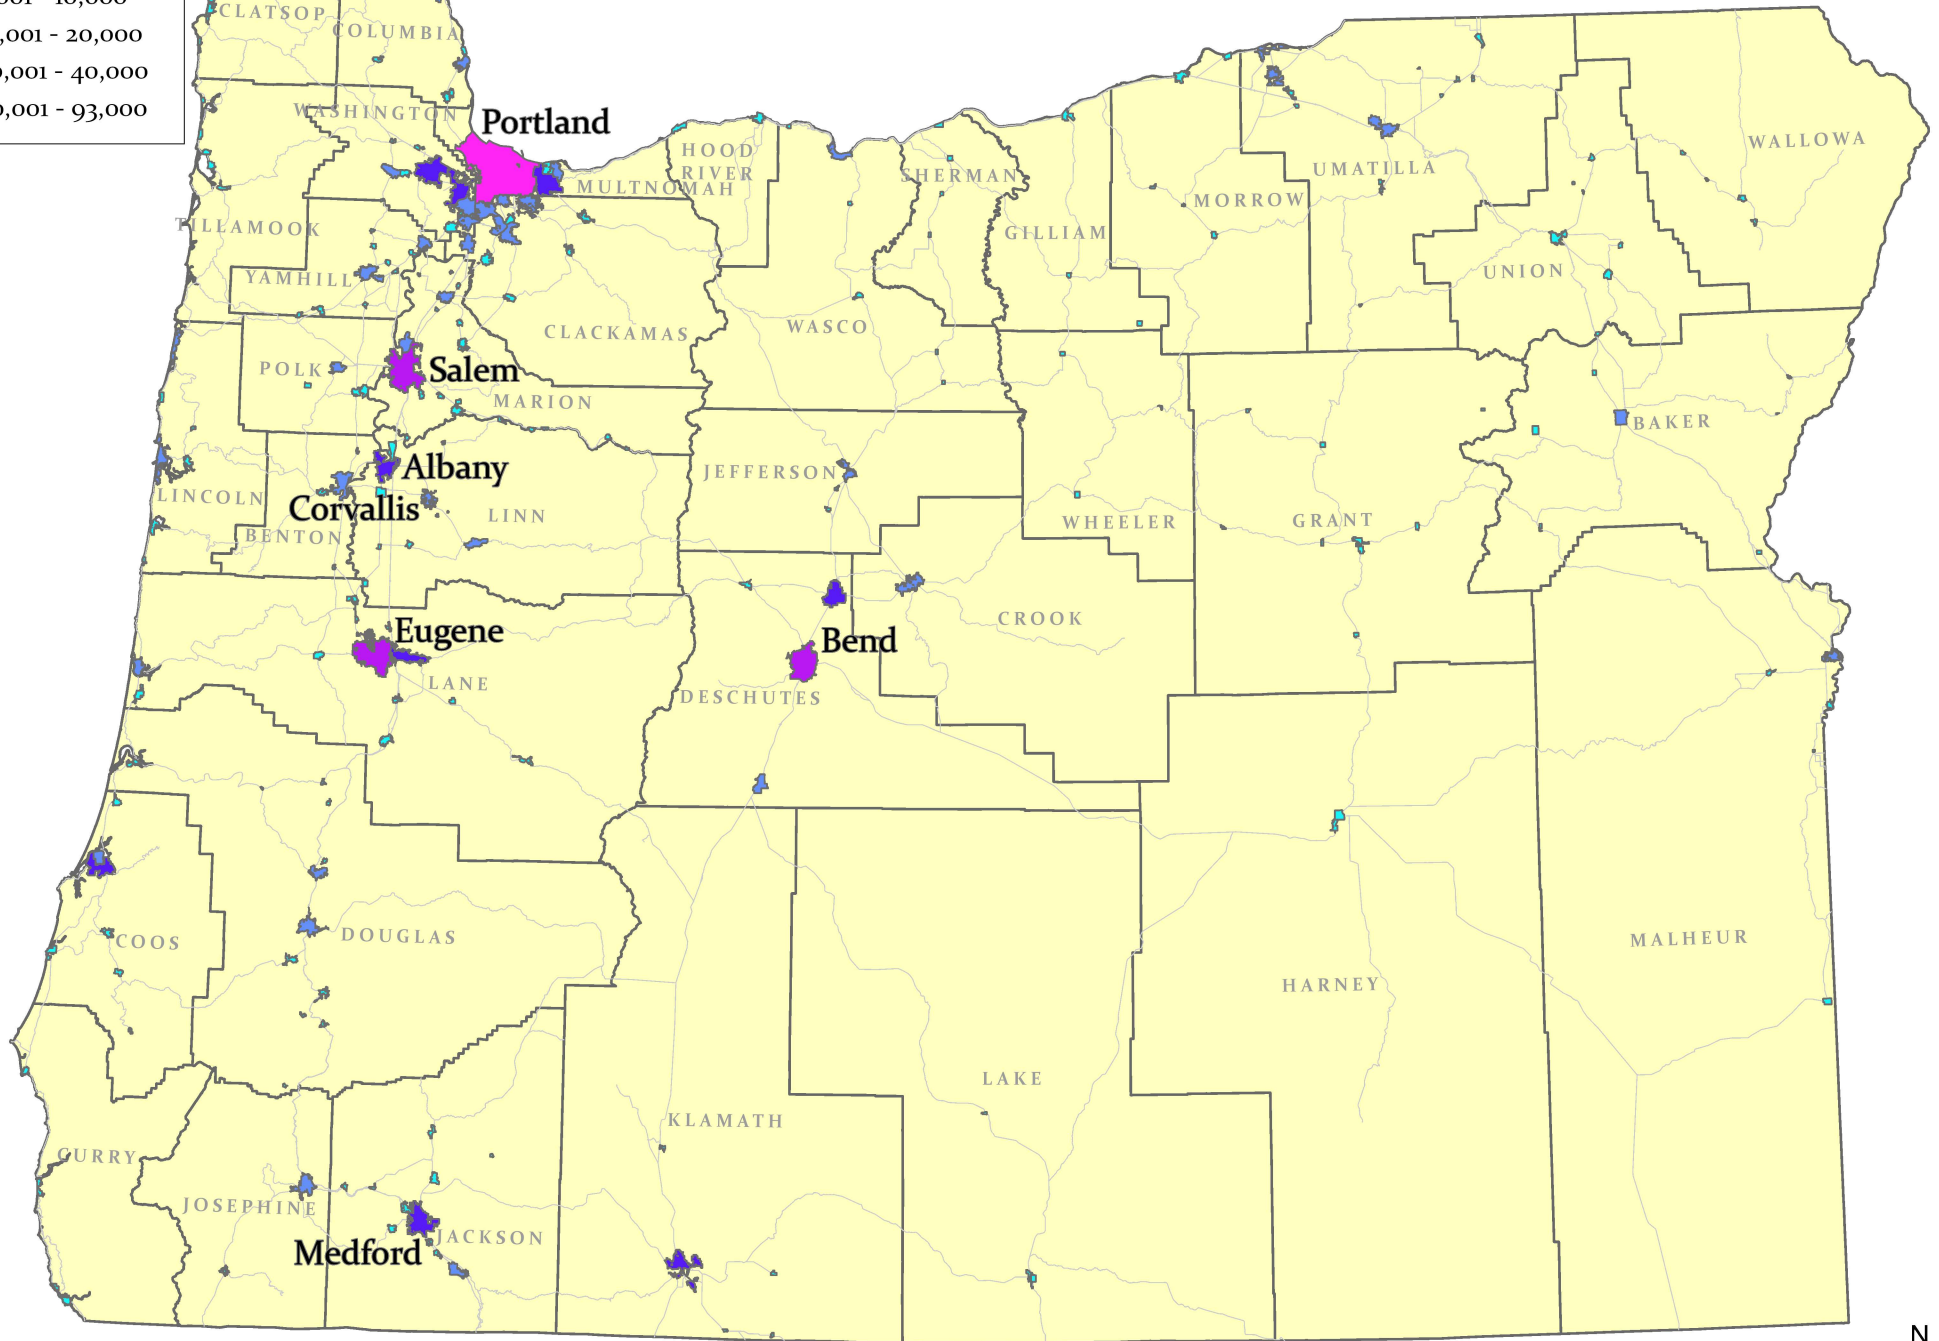 - 10,000
,001 - 20,000
,001 - 40,000
,001 - 93,000
CLATSOP
COLUMBIA
WASHINGTON
Portland
HOOD
RIVER
MULTNOMAH
SHERMAN
UMATILLA
WALLOWA
TILLAMOOK
MORROW
GILLIAM
YAMHILL
UNION
CLACKAMAS
WASCO
POLK
Salem
MARION
BAKER
Albany
JEFFERSON
LINCOLN
Corvallis
LINN
WHEELER
GRANT
BENTON
CROOK
Eugene
Bend
LANE
DESCHUTES
COOS
DOUGLAS
MALHEUR
HARNEY
LAKE
KLAMATH
CURRY
JOSEPHINE
JACKSON
Medford
N